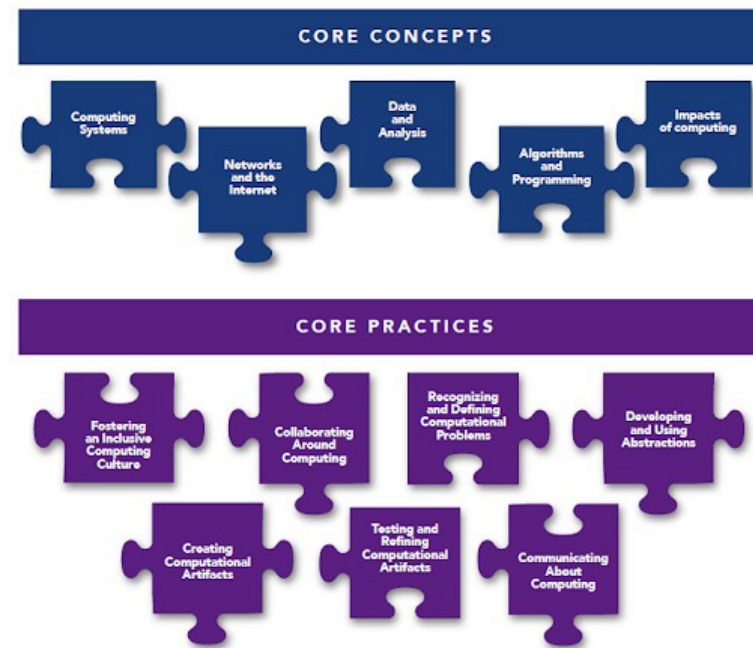 CORE CONCEPTS
Computing
Systems
Networks
and the
Internet
Data
and
Analysis
Algorithms
and
Programming
Impacts
of computing
CORE PRACTICES
Fostering
an Inclusive
Computing
Culture
Collaborating
Around
Computing
Recognizing
and Defining
Computational
Problems
Developing
and Using
Abstractions
Creating
Computational
Artifacts
Testing and
Refining
Computational
Artifacts
Communicating
About
Computing